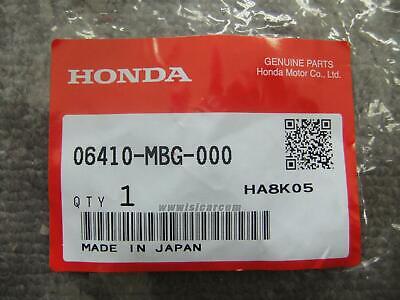 GENUINE PARTS
HONDA
Honda Motor Co., Ltd.
06410-MBG-000
QTY 1
HA8K05
www.isicar.com
MADE IN JAPAN